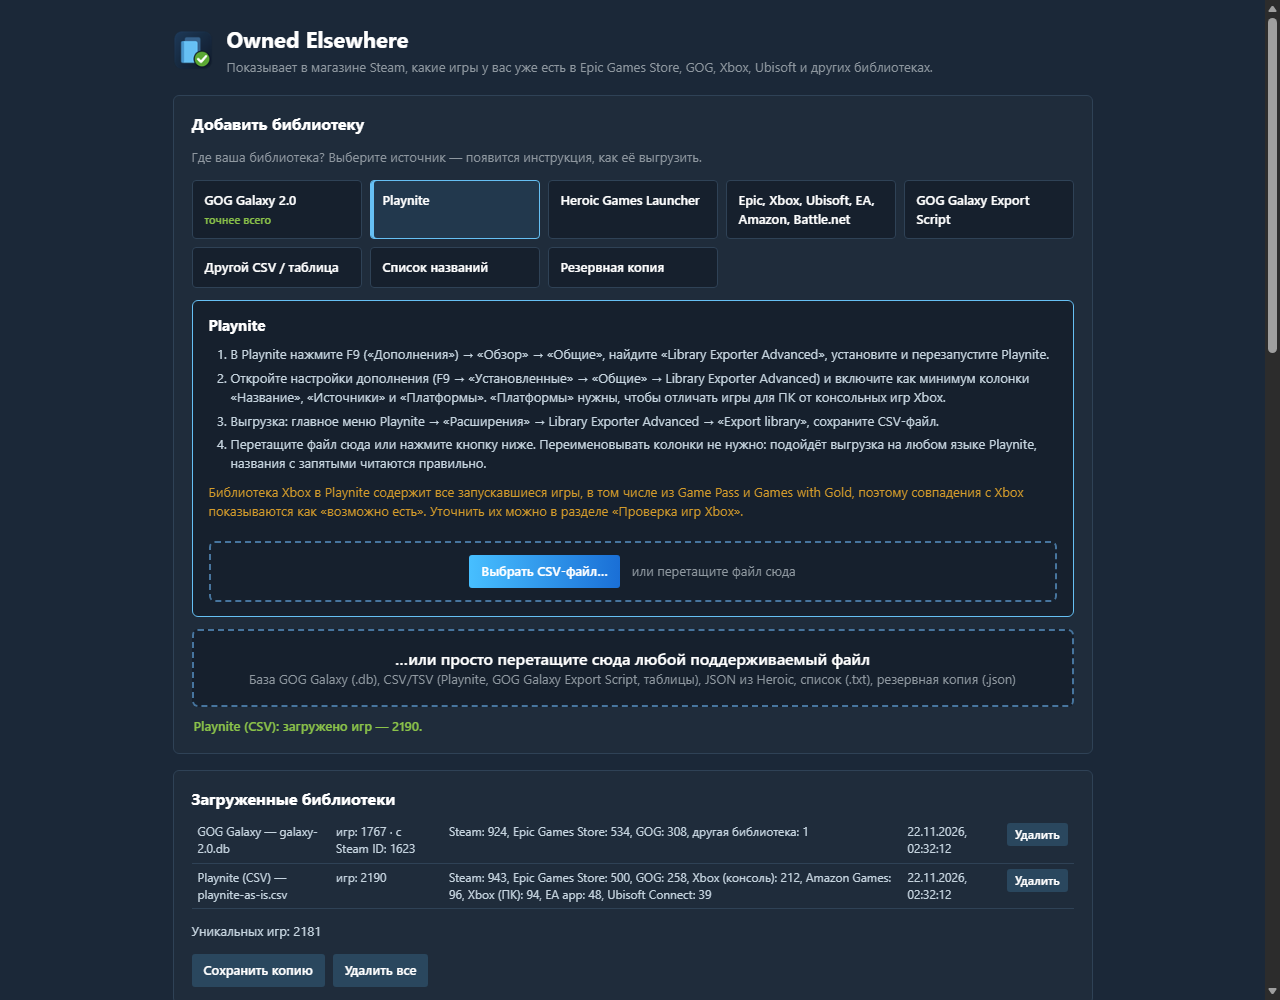 Owned Elsewhere
Показывает в магазине Steam, какие игры у вас уже есть в Epic Games Store, GOG, Xbox, Ubisoft и других библиотеках.
Добавить библиотеку
Где ваша библиотека? Выберите источник — появится инструкция, как её выгрузить.
GOG Galaxy 2.0
точнее всего
Playnite
Heroic Games Launcher
Epic, Xbox, Ubisoft, EA,
Amazon, Battle.net
GOG Galaxy Export
Script
Другой CSV / таблица
Список названий
Резервная копия
Playnite
1. В Playnite нажмите F9 («Дополнения») → «Обзор» → «Общие», найдите «Library Exporter Advanced», установите и перезапустите Playnite.
2. Откройте настройки дополнения (F9 → «Установленные» → «Общие» → Library Exporter Advanced) и включите как минимум колонки
«Название», «Источники» и «Платформы». «Платформы» нужны, чтобы отличать игры для ПК от консольных игр Xbox.
3. Выгрузка: главное меню Playnite → «Расширения» → Library Exporter Advanced → «Export library», сохраните CSV-файл.
4. Перетащите файл сюда или нажмите кнопку ниже. Переименовывать колонки не нужно: подойдёт выгрузка на любом языке Playnite,
названия с запятыми читаются правильно.
Библиотека Xbox в Playnite содержит все запускавшиеся игры, в том числе из Game Pass и Games with Gold, поэтому совпадения с Xbox
показываются как «возможно есть». Уточнить их можно в разделе «Проверка игр Xbox».
Выбрать CSV-файл...
или перетащите файл сюда
...или просто перетащите сюда любой поддерживаемый файл
База GOG Galaxy (.db), CSV/TSV (Playnite, GOG Galaxy Export Script, таблицы), JSON из Heroic, список (.txt), резервная копия (.json)
Playnite (CSV): загружено игр — 2190.
Загруженные библиотеки
GOG Galaxy — galaxy-
2.0.db
игр: 1767 · с
Steam ID: 1623
Steam: 924, Epic Games Store: 534, GOG: 308, другая библиотека: 1
22.11.2026,
02:32:12
Удалить
Playnite (CSV) —
playnite-as-is.csv
игр: 2190
Steam: 943, Epic Games Store: 500, GOG: 258, Xbox (консоль): 212, Amazon Games:
96, Xbox (ПК): 94, EA app: 48, Ubisoft Connect: 39
22.11.2026,
02:32:12
Удалить
Уникальных игр: 2181
Сохранить копию
Удалить все